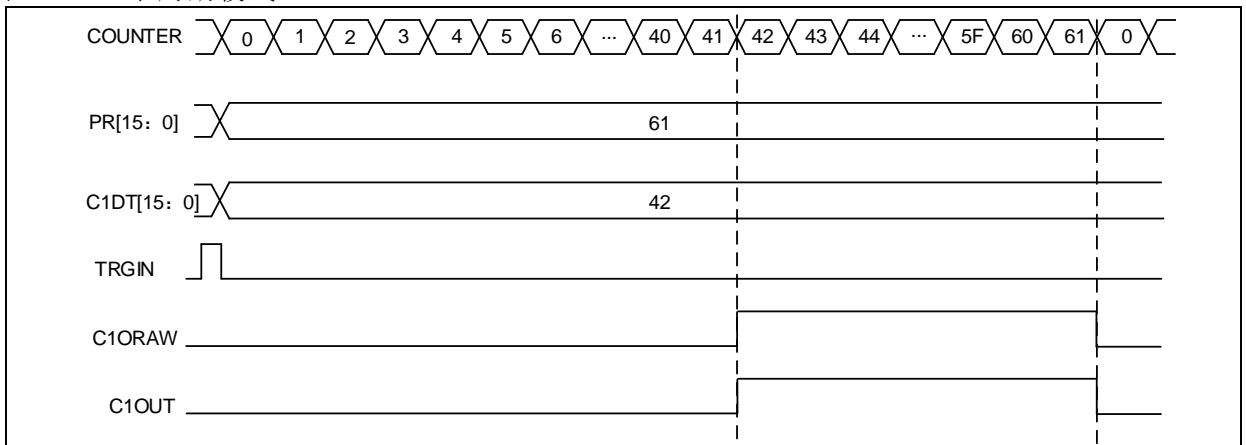 COUNTER 0 1 2 3 4 5 6 ... 40 41 42 43 44 ... 5F 60 61 0
PR[15：0] 61
C1DT[15：0] 42
TRGIN
C1ORAW
C1OUT